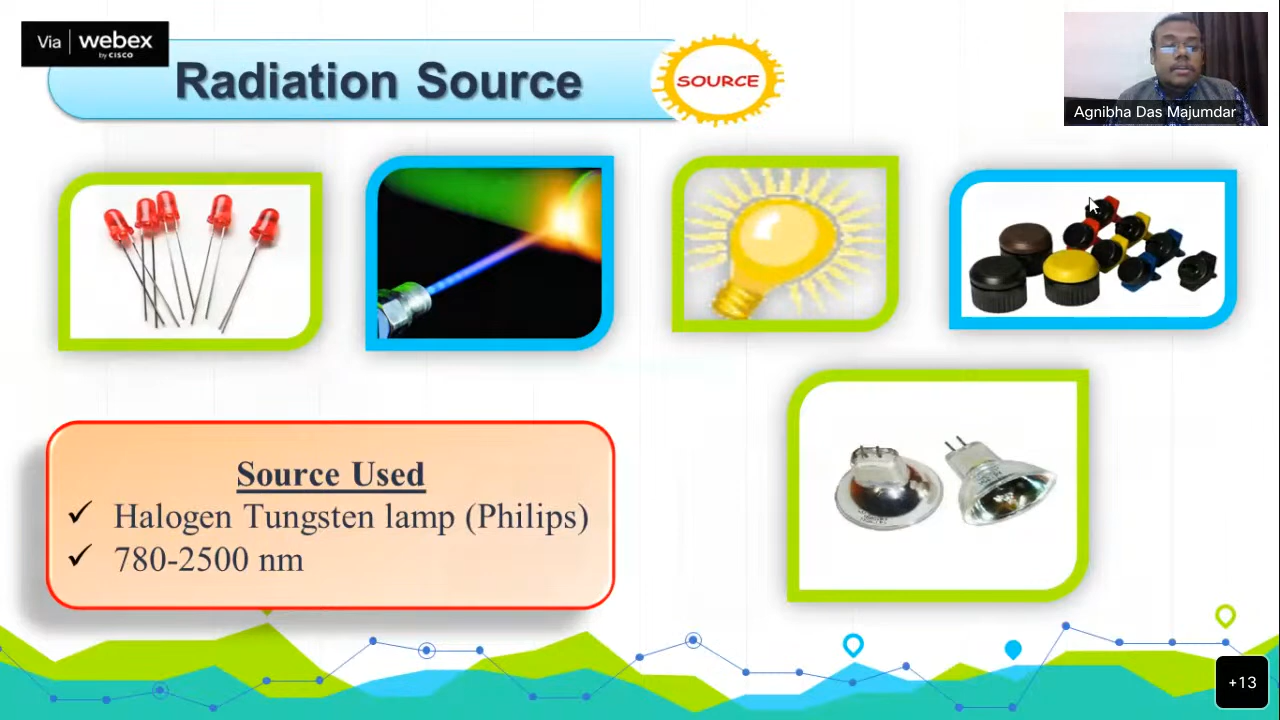 Via webex
by CISCO
Radiation Source
SOURCE
Agnibha Das Majumdar
Source Used
✓ Halogen Tungsten lamp (Philips)
✓ 780-2500 nm
+13